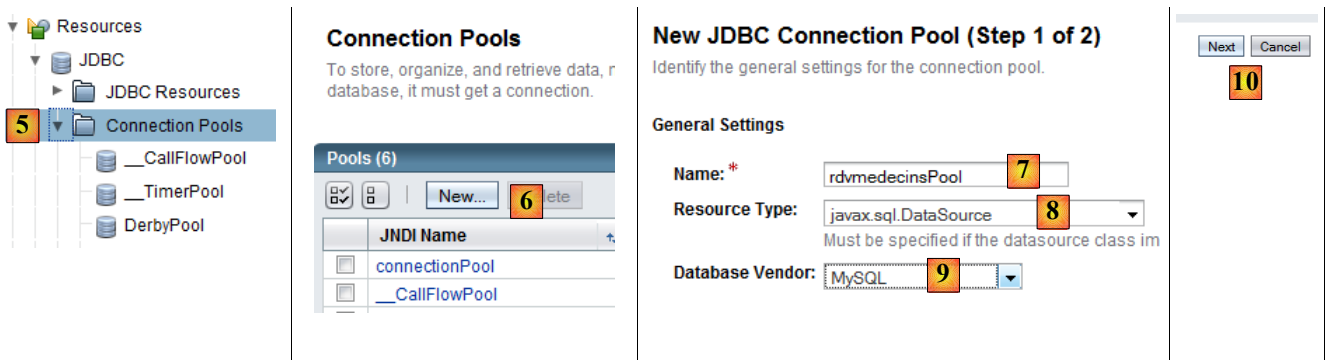 Resources
JDBC
JDBC Resources
5
Connection Pools
__CallFlowPool
__TimerPool
DerbyPool
Connection Pools
To store, organize, and retrieve data,
database, it must get a connection.
Pools (6)
New... 6
JNDI Name
connectionPool
__CallFlowPool
New JDBC Connection Pool (Step 1 of 2)
Identify the general settings for the connection pool.
General Settings
Name: * rdvmedecinsPool 7
Resource Type: javax.sql.DataSource 8
Must be specified if the datasource class im
Database Vendor: MySQL 9
Next Cancel
10